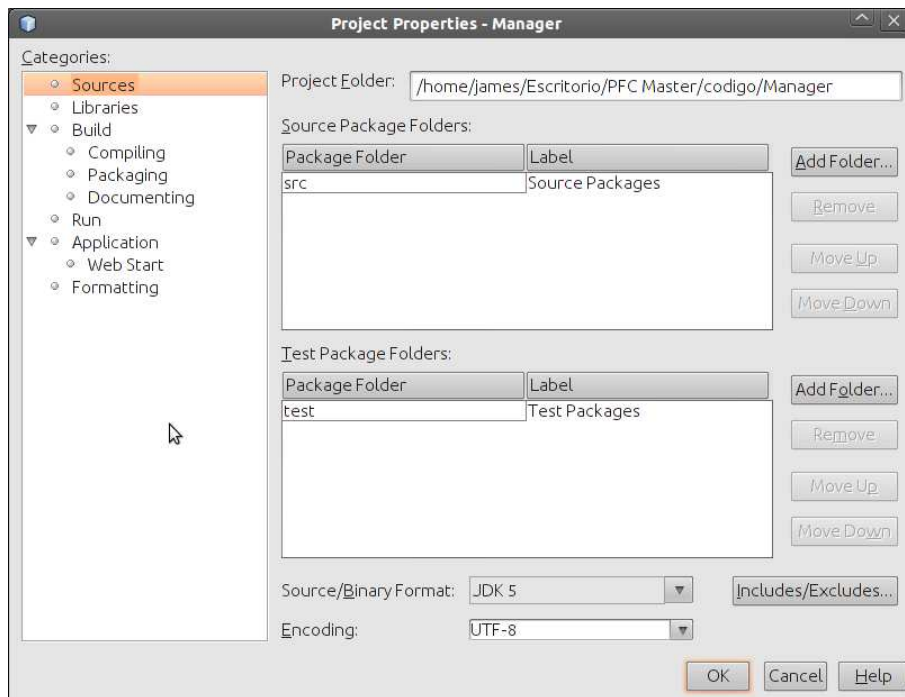 Project Properties - Manager
Categories:
Sources
Libraries
Build
Compiling
Packaging
Documenting
Run
Application
Web Start
Formatting
Project Folder: /home/james/Escritorio/PFC Master/codigo/Manager
Source Package Folders:
Package Folder Label
src Source Packages
Add Folder...
Remove
Move Up
Move Down
Test Package Folders:
Package Folder Label
test Test Packages
Add Folder...
Remove
Move Up
Move Down
Source/Binary Format: JDK 5 Includes/Excludes...
Encoding: UTF-8
OK Cancel Help